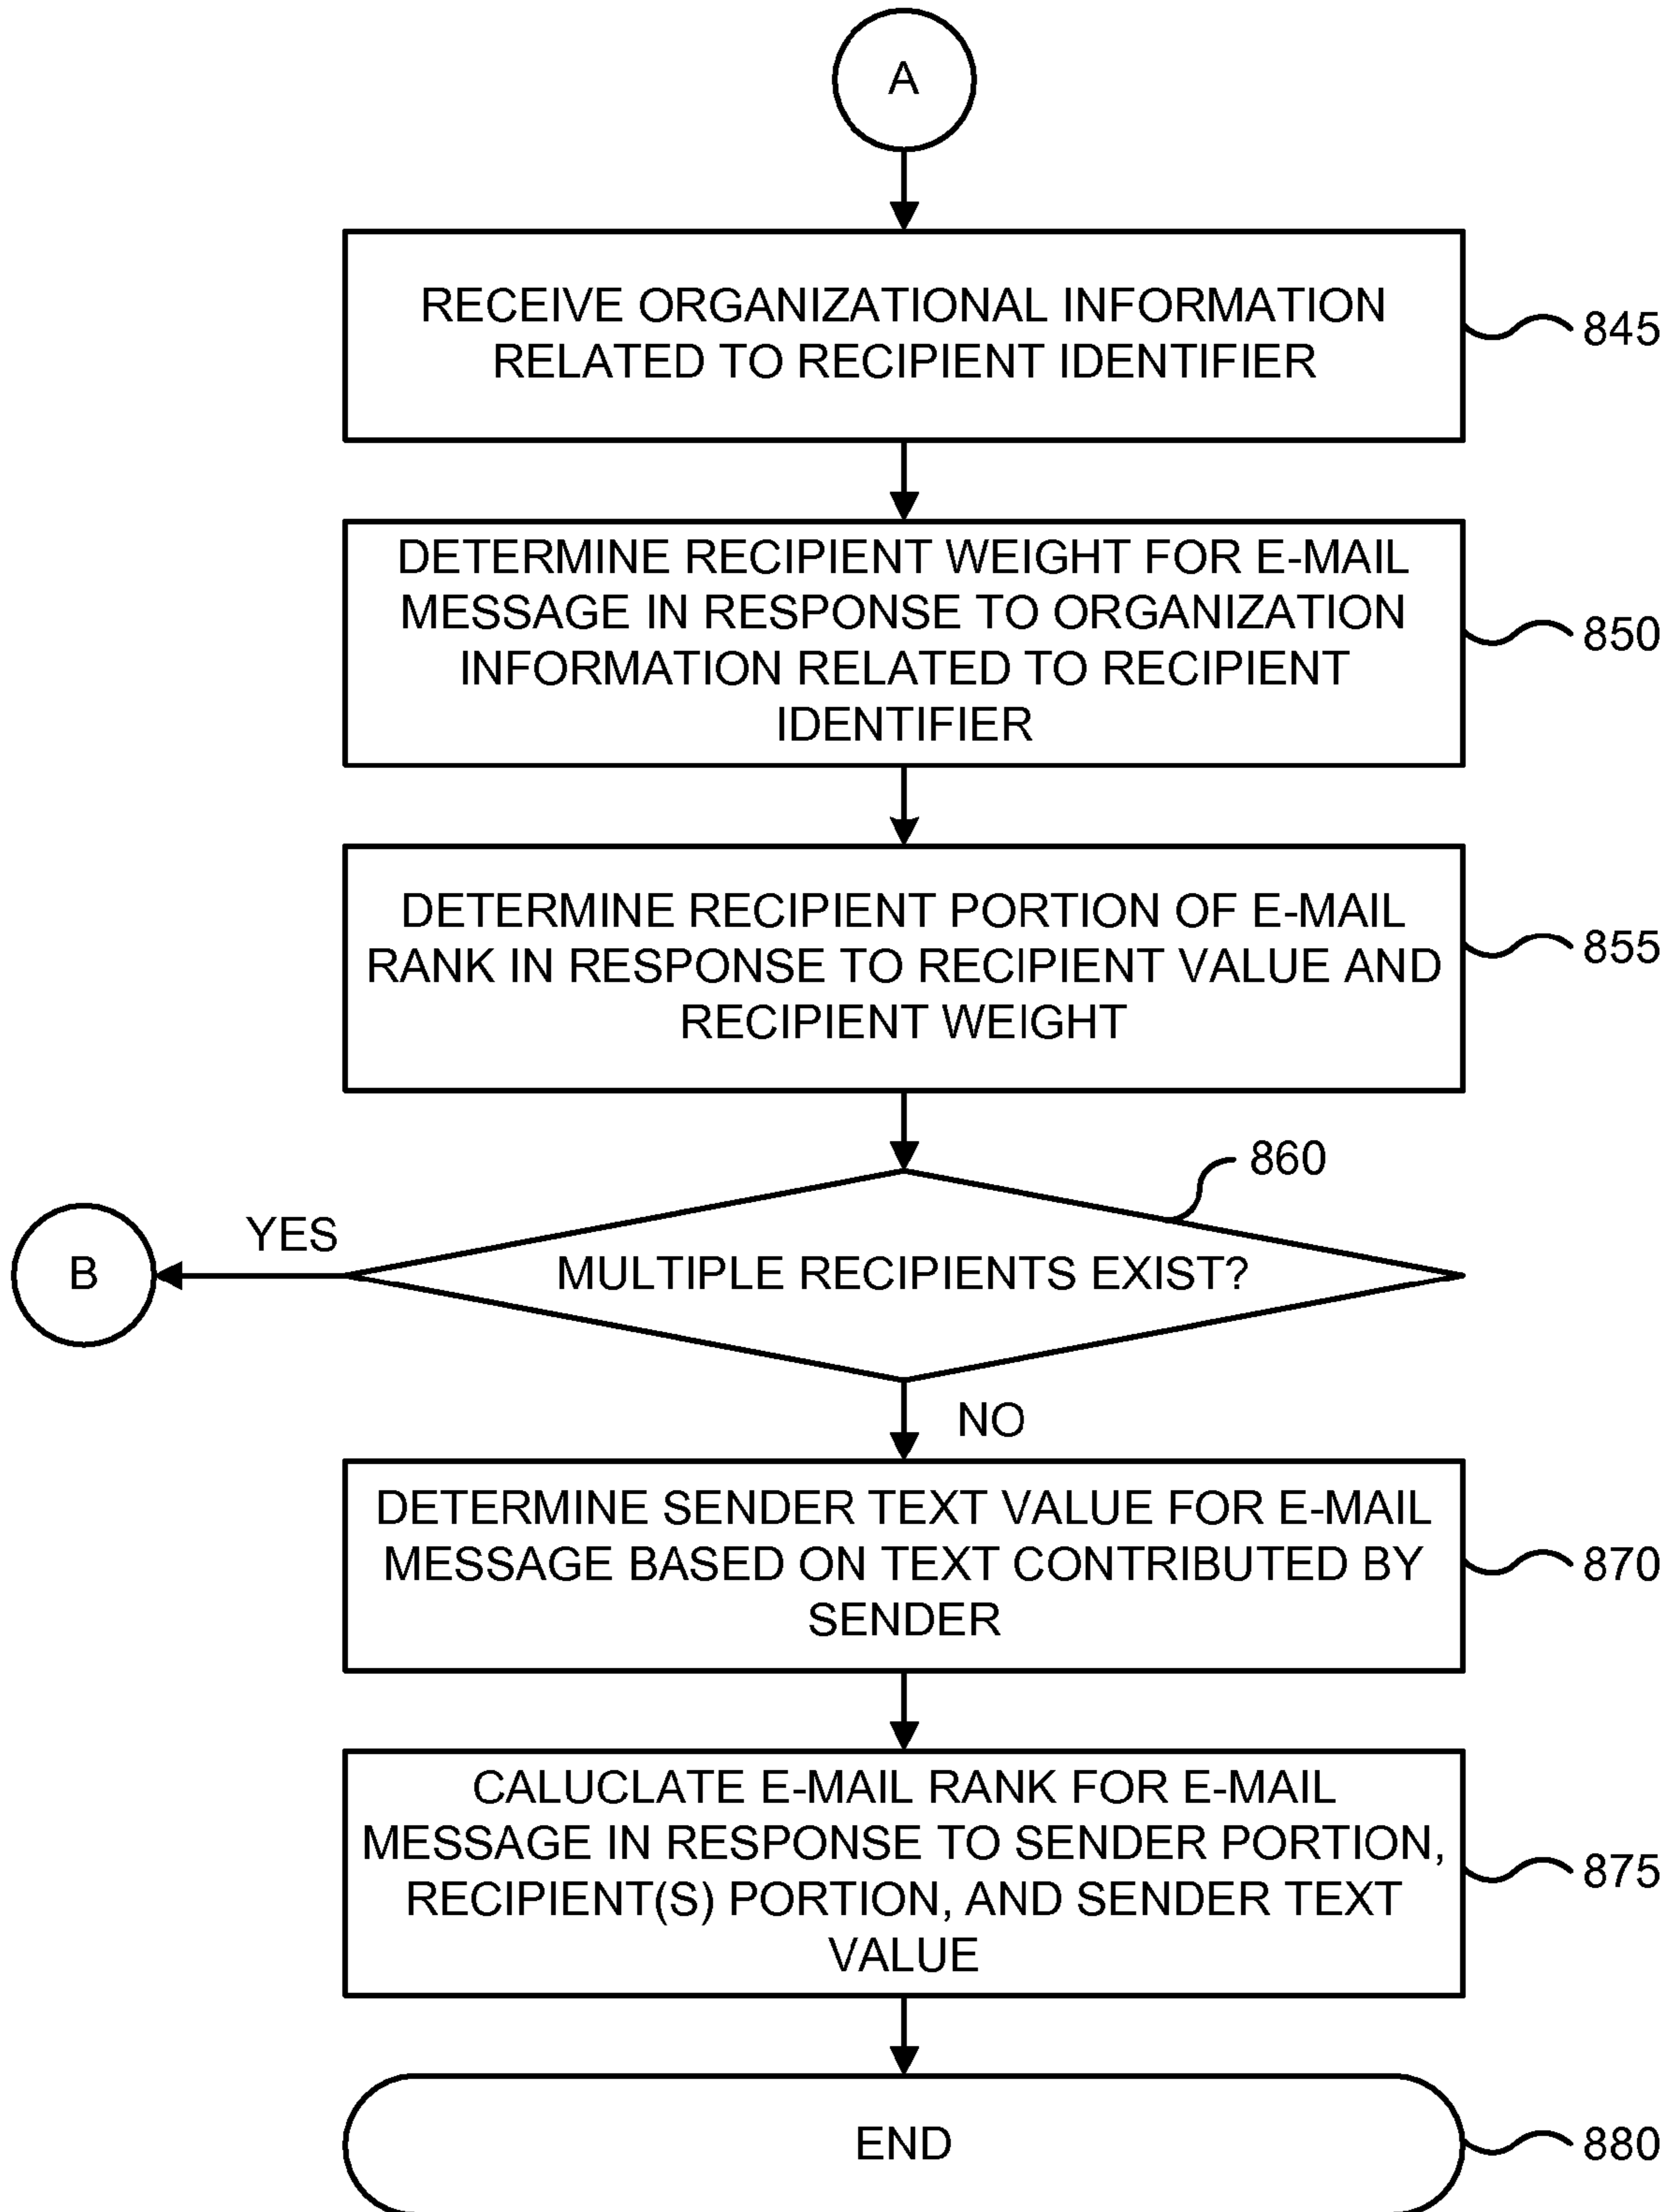 A
RECEIVE ORGANIZATIONAL INFORMATION
RELATED TO RECIPIENT IDENTIFIER
845
DETERMINE RECIPIENT WEIGHT FOR E-MAIL
MESSAGE IN RESPONSE TO ORGANIZATION
INFORMATION RELATED TO RECIPIENT
IDENTIFIER
850
DETERMINE RECIPIENT PORTION OF E-MAIL
RANK IN RESPONSE TO RECIPIENT VALUE AND
RECIPIENT WEIGHT
855
860
YES
B
MULTIPLE RECIPIENTS EXIST?
NO
DETERMINE SENDER TEXT VALUE FOR E-MAIL
MESSAGE BASED ON TEXT CONTRIBUTED BY
SENDER
870
CALUCLATE E-MAIL RANK FOR E-MAIL
MESSAGE IN RESPONSE TO SENDER PORTION,
RECIPIENT(S) PORTION, AND SENDER TEXT
VALUE
875
END
880